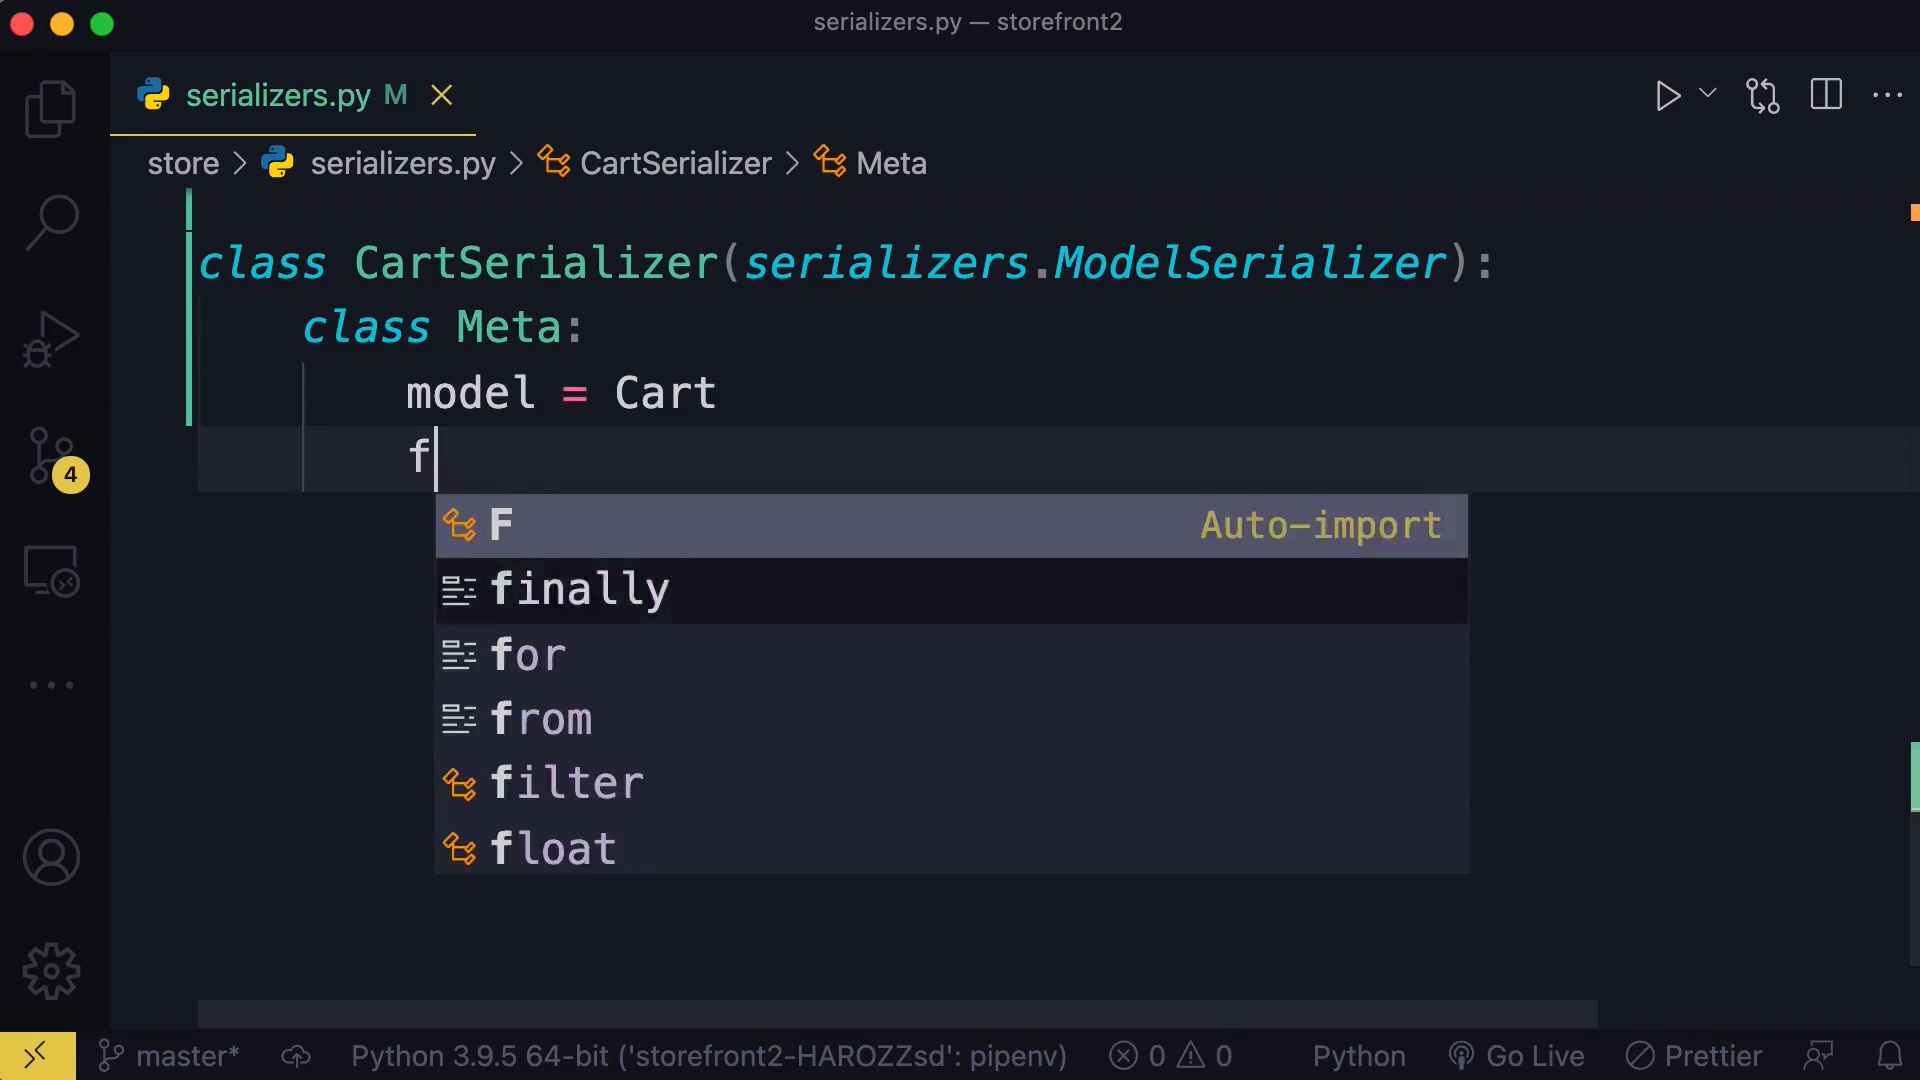 serializers.py — storefront2
serializers.py M
store > serializers.py > CartSerializer > Meta
class CartSerializer(serializers.ModelSerializer):
class Meta:
model = Cart
f
F Auto-import
finally
for
from
filter
float
4
master* Python 3.9.5 64-bit ('storefront2-HAROZZsd': pipenv) 0 0 Python Go Live Prettier